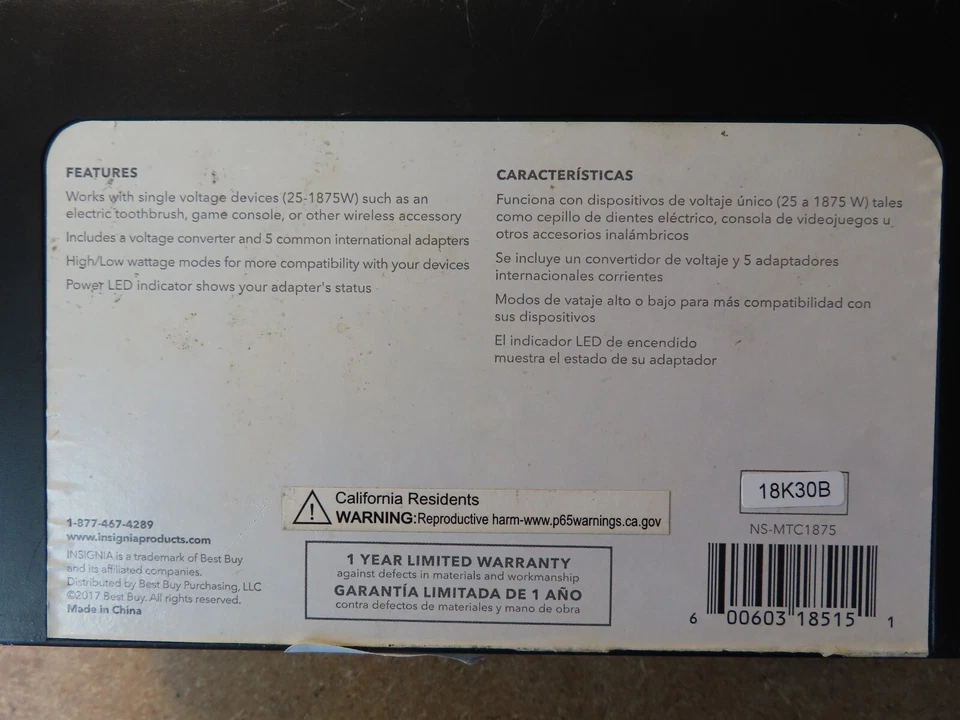 FEATURES
Works with single voltage devices (25-1875W) such as an
electric toothbrush, game console, or other wireless accessory
Includes a voltage converter and 5 common international adapters
High/Low wattage modes for more compatibility with your devices
Power LED indicator shows your adapter's status
CARACTERÍSTICAS
Funciona con dispositivos de voltaje único (25 a 1875 W) tales
como cepillo de dientes eléctrico, consola de videojuegos u
otros accesorios inalámbricos
Se incluye un convertidor de voltaje y 5 adaptadores
internacionales corrientes
Modos de vataje alto o bajo para más compatibilidad con
sus dispositivos
El indicador LED de encendido
muestra el estado de su adaptador
1-877-467-4289
www.insigniaproducts.com
INSIGNIA is a trademark of Best Buy
and its affiliated companies.
Distributed by Best Buy Purchasing, LLC
©2017 Best Buy. All rights reserved.
Made in China
California Residents
WARNING:Reproductive harm-www.p65warnings.ca.gov
1 YEAR LIMITED WARRANTY
against defects in materials and workmanship
GARANTÍA LIMITADA DE 1 AÑO
contra defectos de materiales y mano de obra
18K30B
NS-MTC1875
6 00603 18515 1